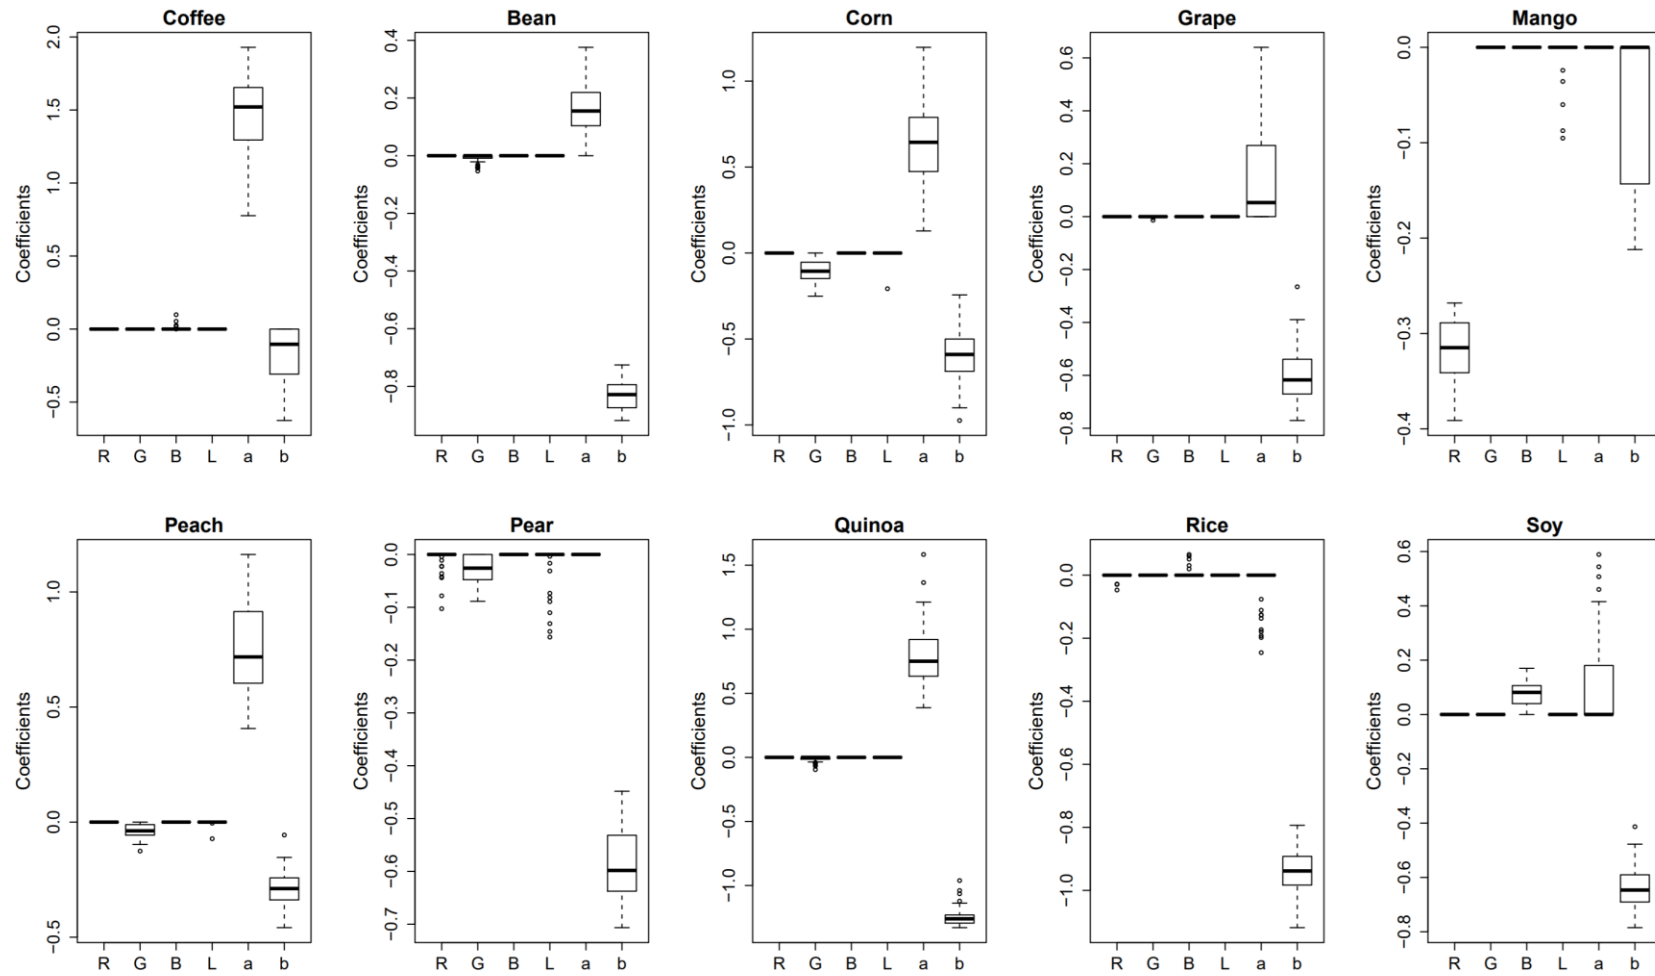 Coffee
Coefficients
2.0
1.5
1.0
0.5
0.0
−0.5
R G B L a b
Bean
Coefficients
0.4
0.2
0.0
−0.2
−0.4
−0.6
−0.8
R G B L a b
Corn
Coefficients
1.0
0.5
0.0
−0.5
−1.0
R G B L a b
Grape
Coefficients
0.6
0.4
0.2
0.0
−0.2
−0.4
−0.6
−0.8
R G B L a b
Mango
Coefficients
0.0
−0.1
−0.2
−0.3
−0.4
R G B L a b
Peach
Coefficients
1.0
0.5
0.0
−0.5
R G B L a b
Pear
Coefficients
0.0
−0.1
−0.2
−0.3
−0.4
−0.5
−0.6
−0.7
R G B L a b
Quinoa
Coefficients
1.5
1.0
0.5
0.0
−0.5
−1.0
R G B L a b
Rice
Coefficients
0.0
−0.2
−0.4
−0.6
−0.8
−1.0
R G B L a b
Soy
Coefficients
0.6
0.4
0.2
0.0
−0.2
−0.4
−0.6
−0.8
R G B L a b